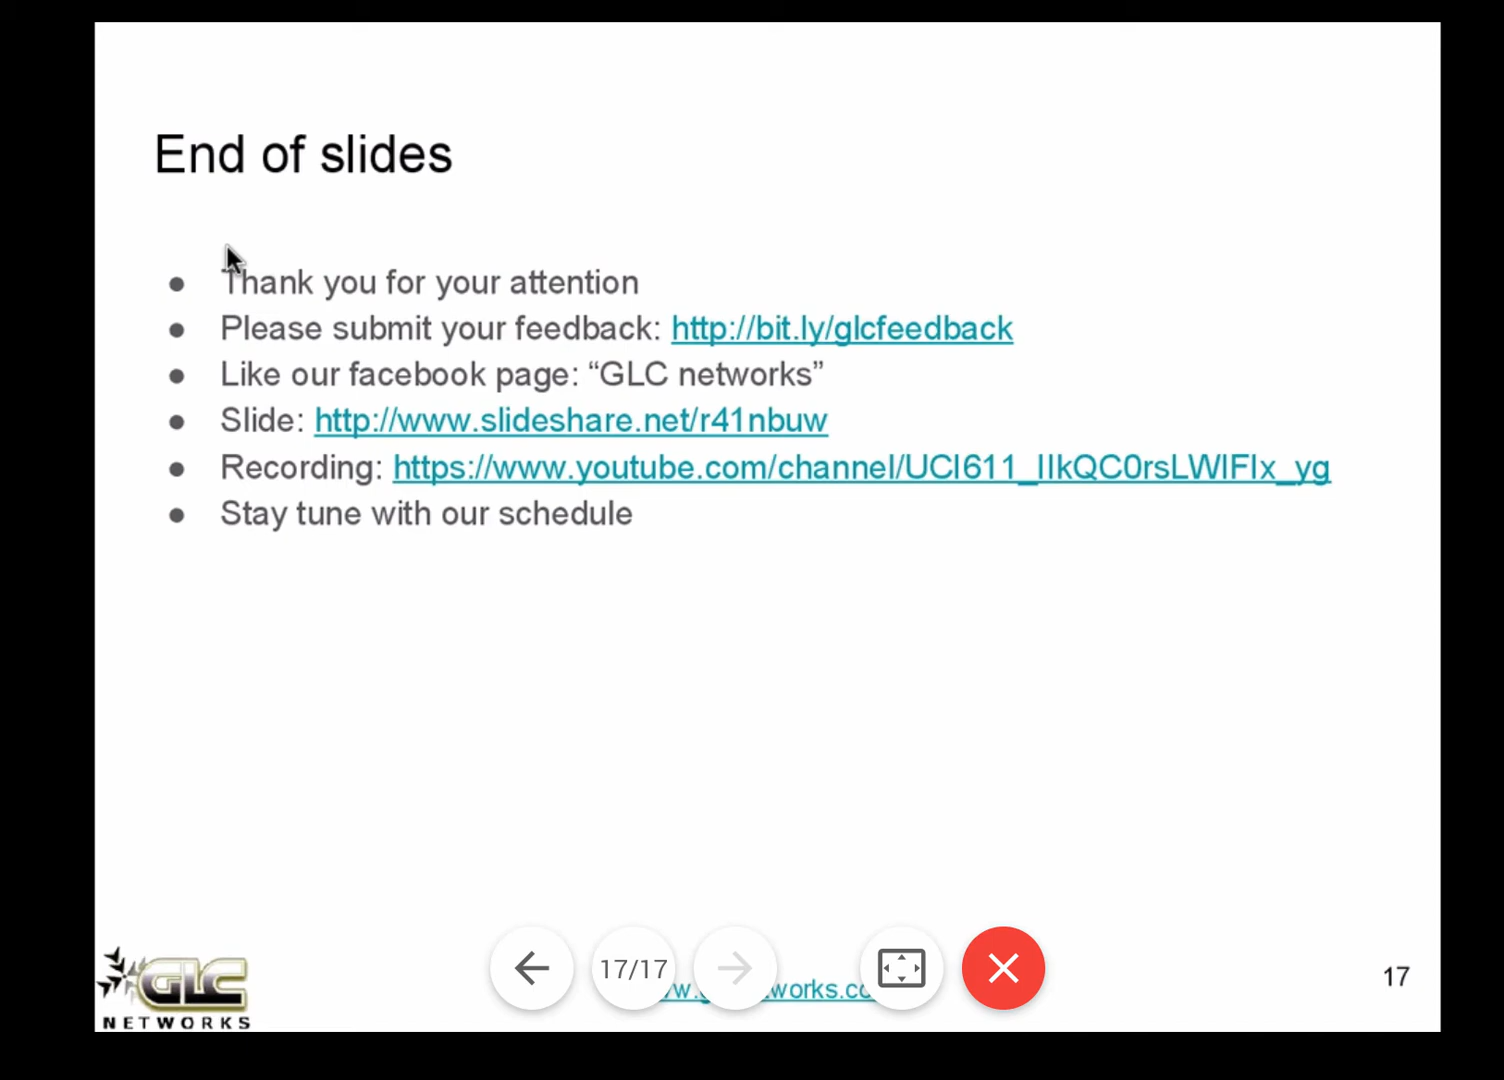 End of slides
● Thank you for your attention
● Please submit your feedback: http://bit.ly/glcfeedback
● Like our facebook page: “GLC networks”
● Slide: http://www.slideshare.net/r41nbuw
● Recording: https://www.youtube.com/channel/UCI611_IIkQC0rsLWIFIx_yg
● Stay tune with our schedule
GLC
NETWORKS
17/17
17